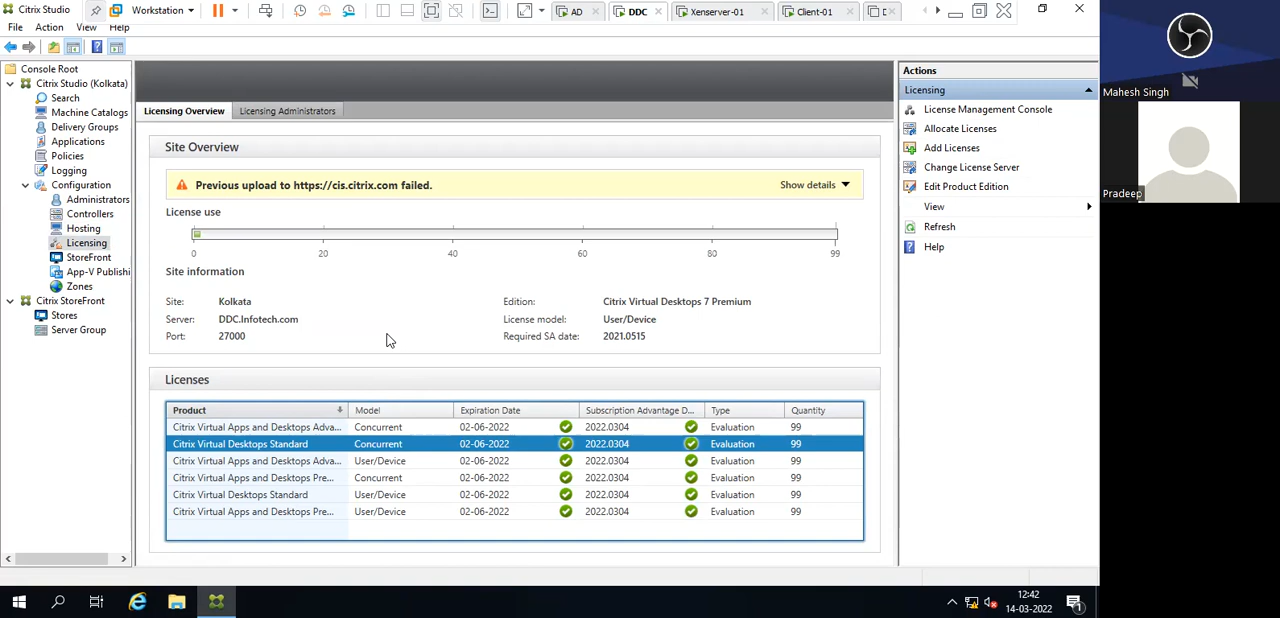 Citrix Studio
Workstation
AD
DDC
Xenserver-01
Client-01
File Action View Help
Console Root
Citrix Studio (Kolkata)
Search
Machine Catalogs
Delivery Groups
Applications
Policies
Logging
Configuration
Administrators
Controllers
Hosting
Licensing
StoreFront
App-V Publishi
Zones
Citrix StoreFront
Stores
Server Group
Licensing Overview Licensing Administrators
Site Overview
Previous upload to https://cis.citrix.com failed. Show details
License use
0 20 40 60 80 99
Site information
Site: Kolkata Edition: Citrix Virtual Desktops 7 Premium
Server: DDC.Infotech.com License model: User/Device
Port: 27000 Required SA date: 2021.0515
Licenses
Product Model Expiration Date Subscription Advantage D... Type Quantity
Citrix Virtual Apps and Desktops Adva... Concurrent 02-06-2022 2022.0304 Evaluation 99
Citrix Virtual Desktops Standard Concurrent 02-06-2022 2022.0304 Evaluation 99
Citrix Virtual Apps and Desktops Adva... User/Device 02-06-2022 2022.0304 Evaluation 99
Citrix Virtual Apps and Desktops Pre... Concurrent 02-06-2022 2022.0304 Evaluation 99
Citrix Virtual Desktops Standard User/Device 02-06-2022 2022.0304 Evaluation 99
Citrix Virtual Apps and Desktops Pre... User/Device 02-06-2022 2022.0304 Evaluation 99
Actions
Licensing
License Management Console
Allocate Licenses
Add Licenses
Change License Server
Edit Product Edition
View
Refresh
Help
Mahesh Singh
Pradeep
12:42
14-03-2022
1